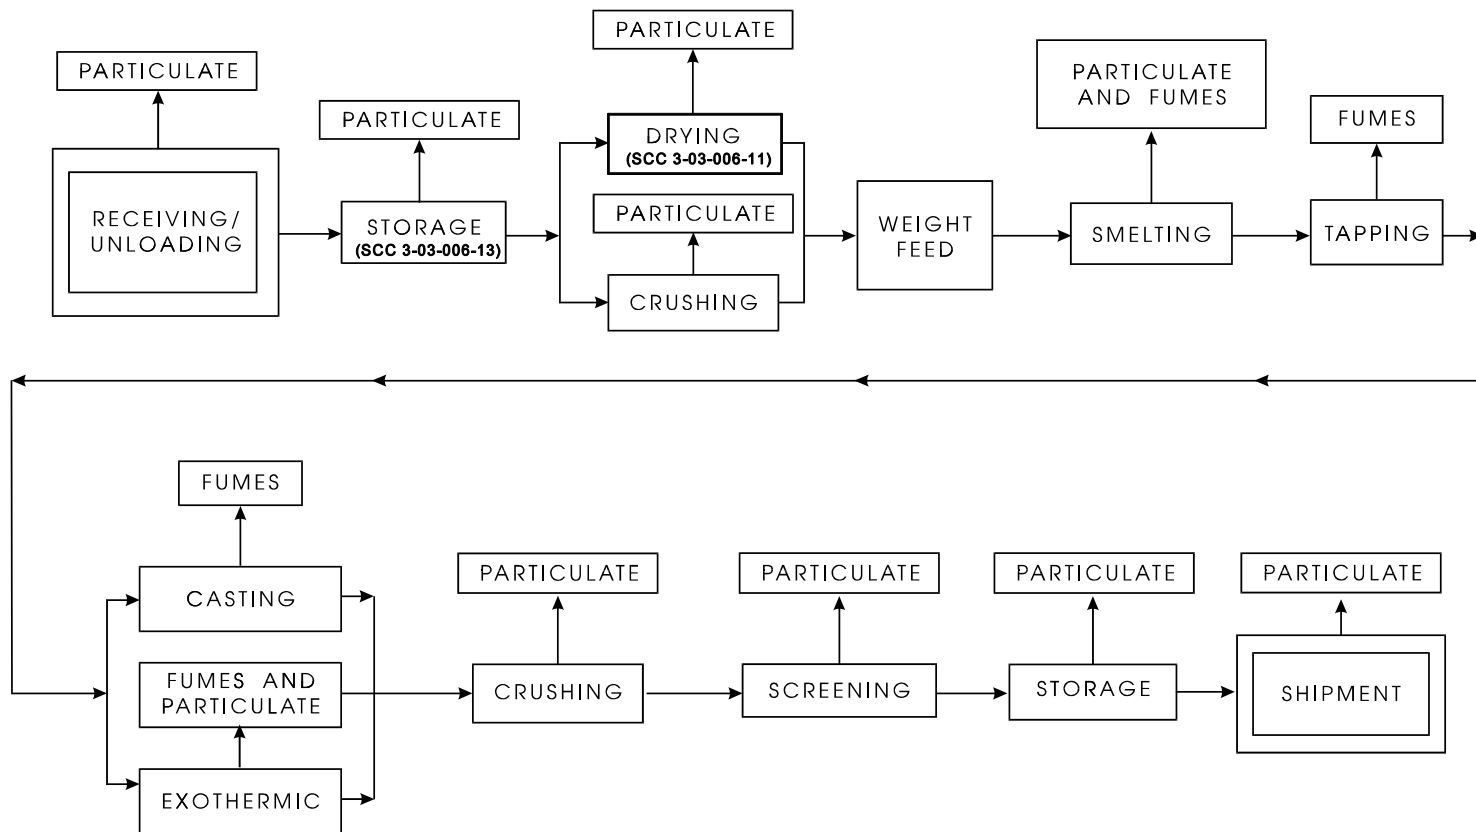 PARTICULATE
PARTICULATE
PARTICULATE
PARTICULATE
AND FUMES
FUMES
RECEIVING/
UNLOADING
STORAGE
(SCC 3-03-006-13)
DRYING
(SCC 3-03-006-11)
PARTICULATE
CRUSHING
WEIGHT
FEED
SMELTING
TAPPING
FUMES
CASTING
FUMES AND
PARTICULATE
EXOTHERMIC
PARTICULATE
CRUSHING
PARTICULATE
SCREENING
PARTICULATE
STORAGE
PARTICULATE
SHIPMENT